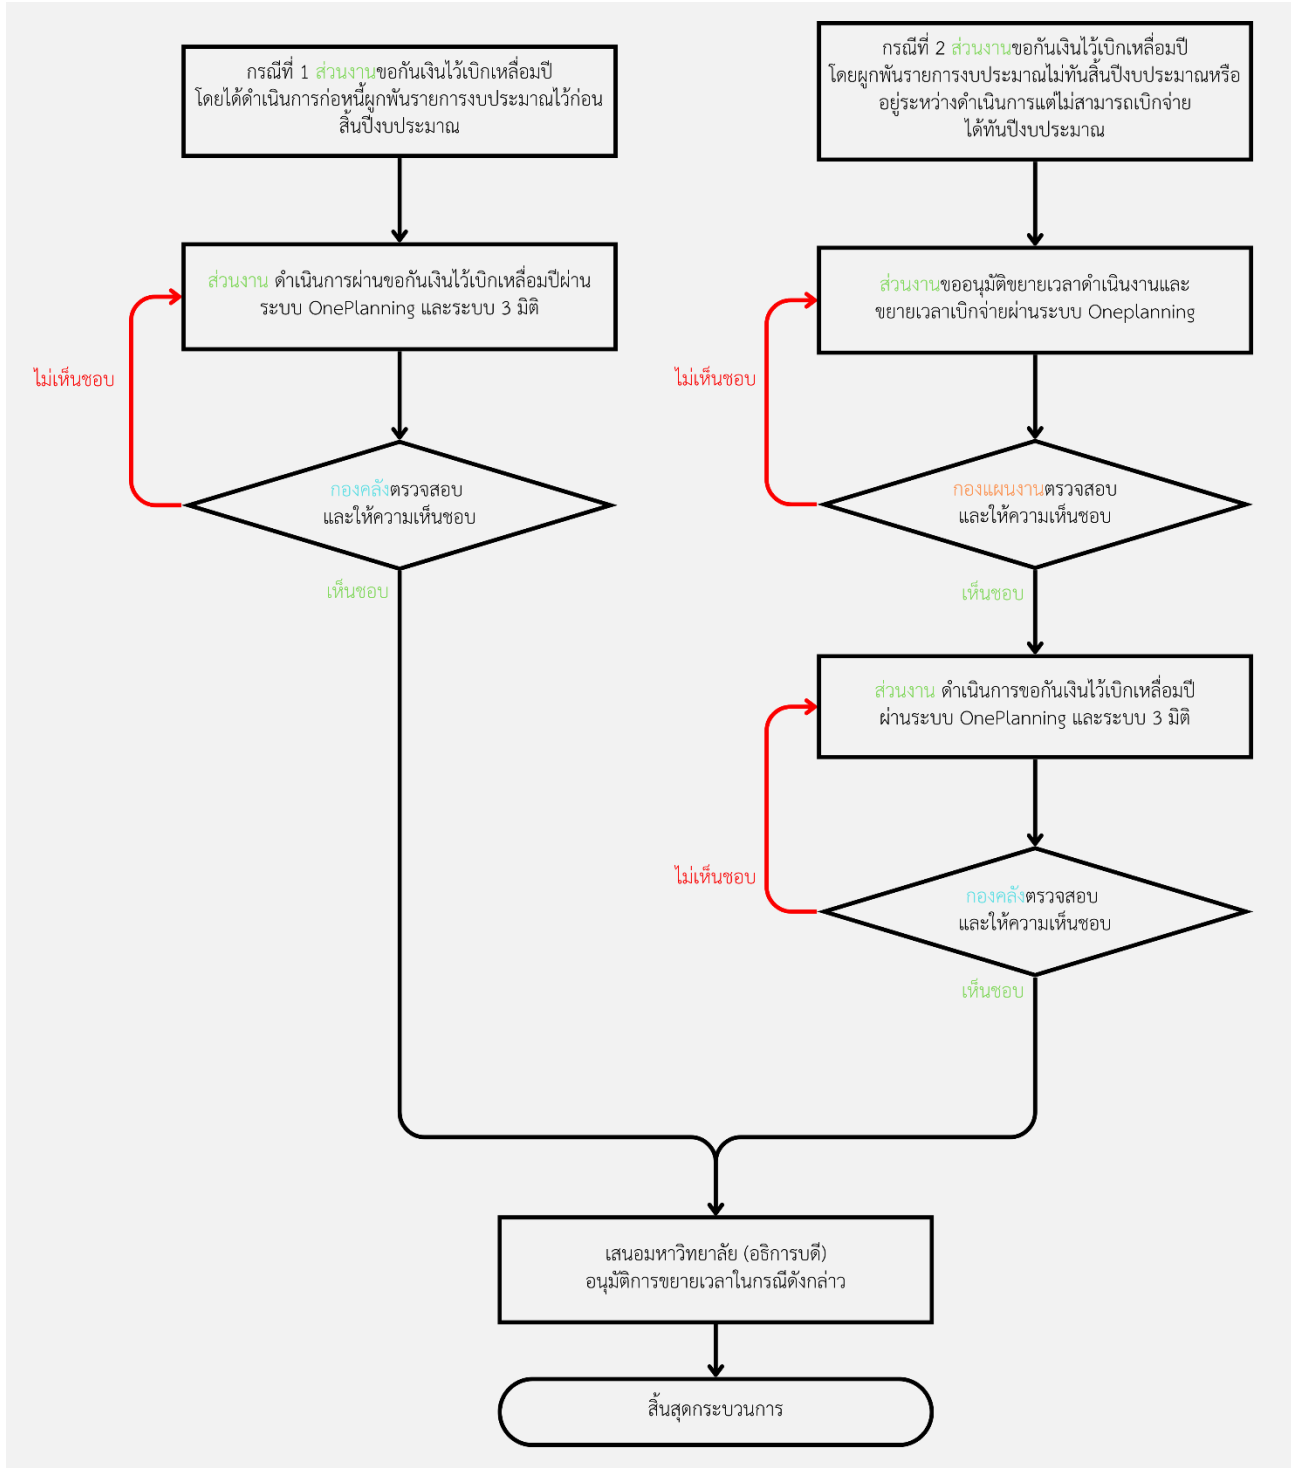 กรณีที่ 1 ส่วนงานขอกันเงินไว้เบิกเหลื่อมปี
โดยได้ดำเนินการก่อหนี้ผูกพันรายการงบประมาณไว้ก่อน
สิ้นปีงบประมาณ
ส่วนงาน ดำเนินการผ่านขอกันเงินไว้เบิกเหลื่อมปีผ่าน
ระบบ OnePlanning และระบบ 3 มิติ
ไม่เห็นชอบ
กองคลังตรวจสอบ
และให้ความเห็นชอบ
เห็นชอบ
กรณีที่ 2 ส่วนงานขอกันเงินไว้เบิกเหลื่อมปี
โดยผูกพันรายการงบประมาณไม่ทันสิ้นปีงบประมาณหรือ
อยู่ระหว่างดำเนินการแต่ไม่สามารถเบิกจ่าย
ได้ทันปีงบประมาณ
ส่วนงานขออนุมัติขยายเวลาดำเนินงานและ
ขยายเวลาเบิกจ่ายผ่านระบบ Oneplanning
ไม่เห็นชอบ
กองแผนงานตรวจสอบ
และให้ความเห็นชอบ
เห็นชอบ
ส่วนงาน ดำเนินการขอกันเงินไว้เบิกเหลื่อมปี
ผ่านระบบ OnePlanning และระบบ 3 มิติ
ไม่เห็นชอบ
กองคลังตรวจสอบ
และให้ความเห็นชอบ
เห็นชอบ
เสนอมหาวิทยาลัย (อธิการบดี)
อนุมัติการขยายเวลาในกรณีดังกล่าว
สิ้นสุดกระบวนการ